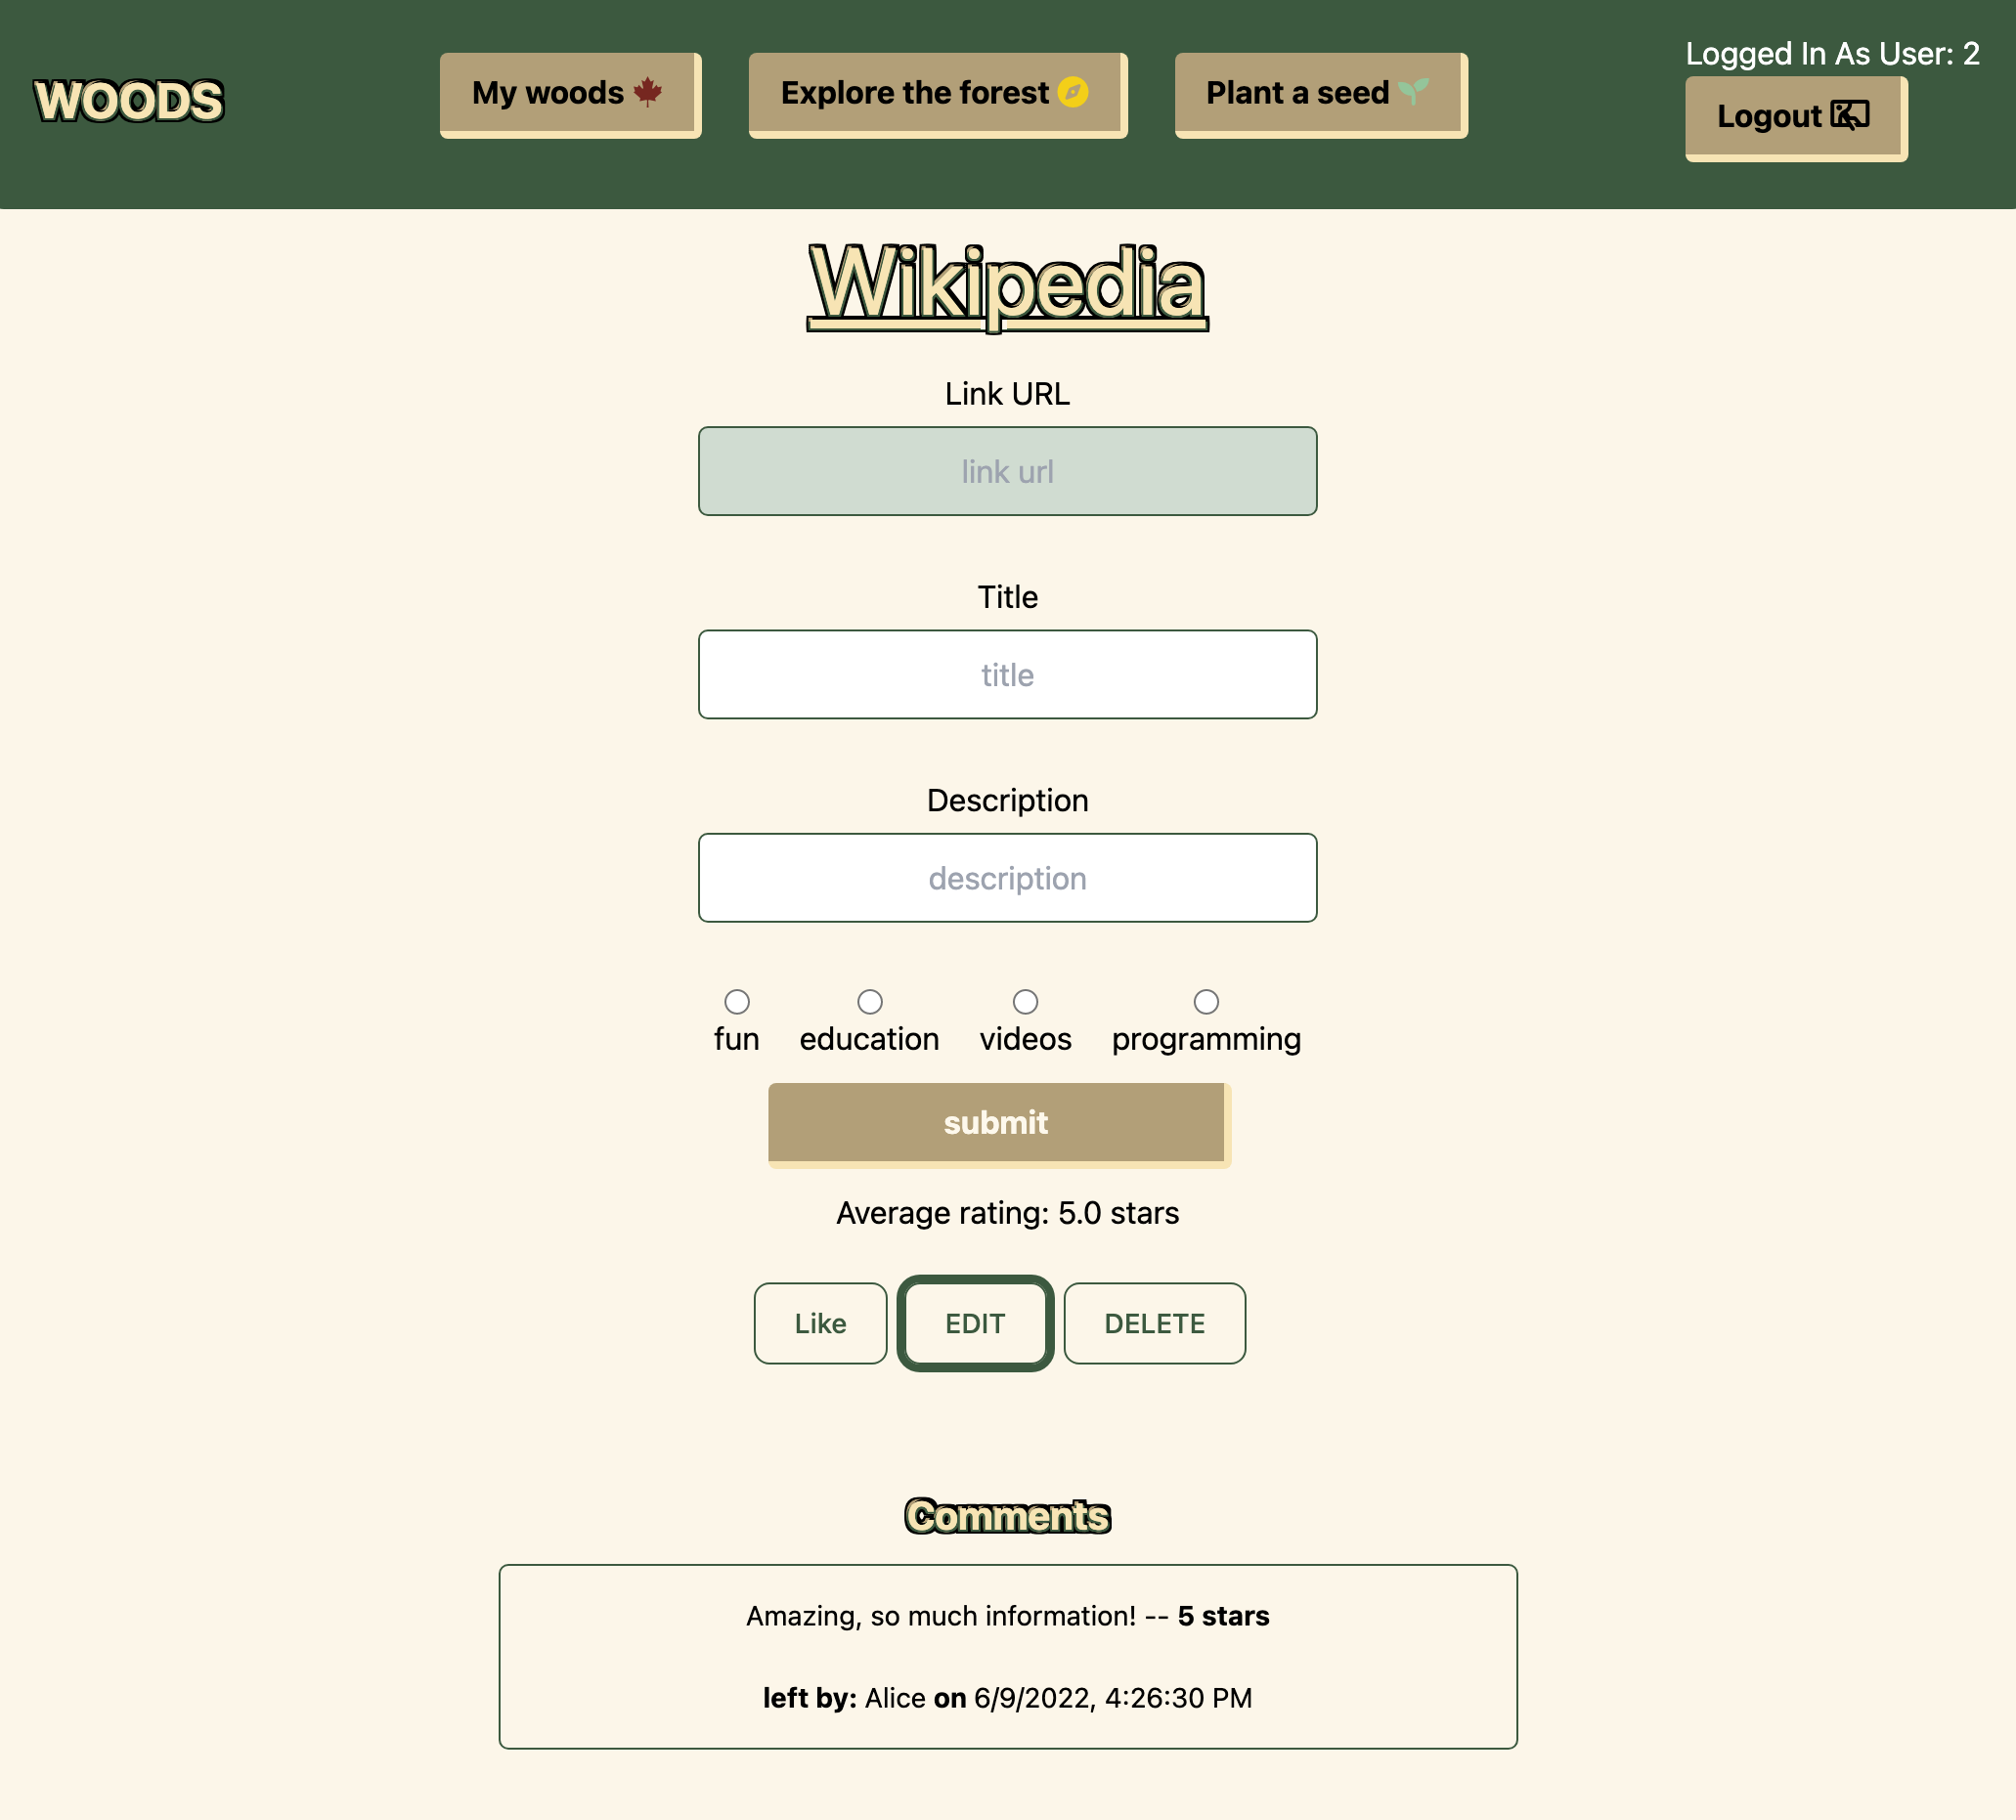 WOODS
My woods
Explore the forest
Plant a seed
Logged In As User: 2
Logout
Wikipedia
Link URL
link url
Title
title
Description
description
fun education videos programming
submit
Average rating: 5.0 stars
Like EDIT DELETE
Comments
Amazing, so much information! -- 5 stars
left by: Alice on 6/9/2022, 4:26:30 PM